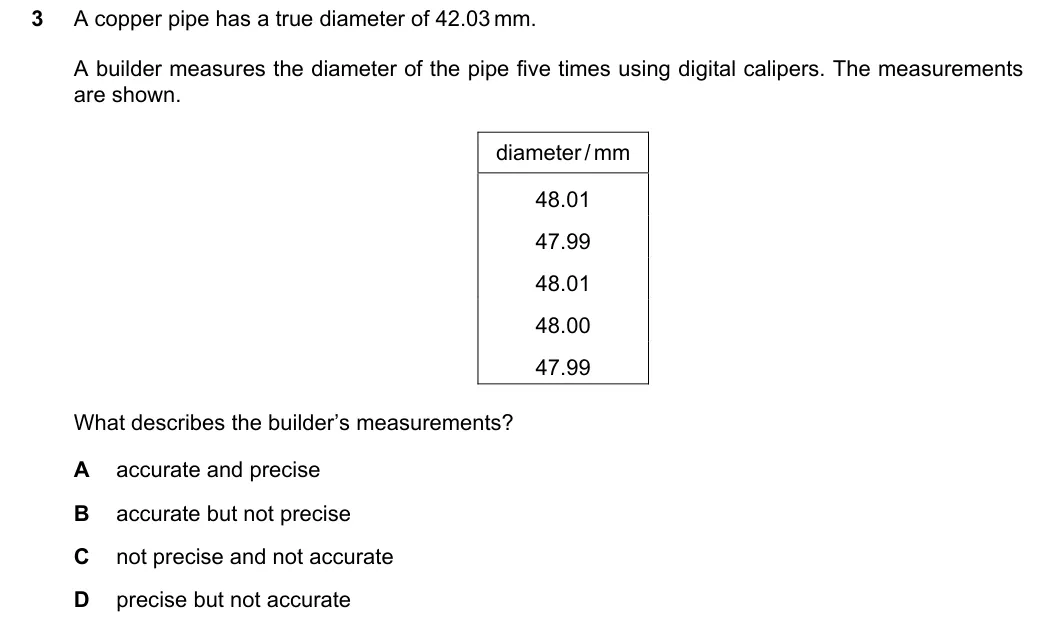 3 A copper pipe has a true diameter of 42.03 mm.
A builder measures the diameter of the pipe five times using digital calipers. The measurements
are shown.
diameter / mm
48.01
47.99
48.01
48.00
47.99
What describes the builder’s measurements?
A accurate and precise
B accurate but not precise
C not precise and not accurate
D precise but not accurate